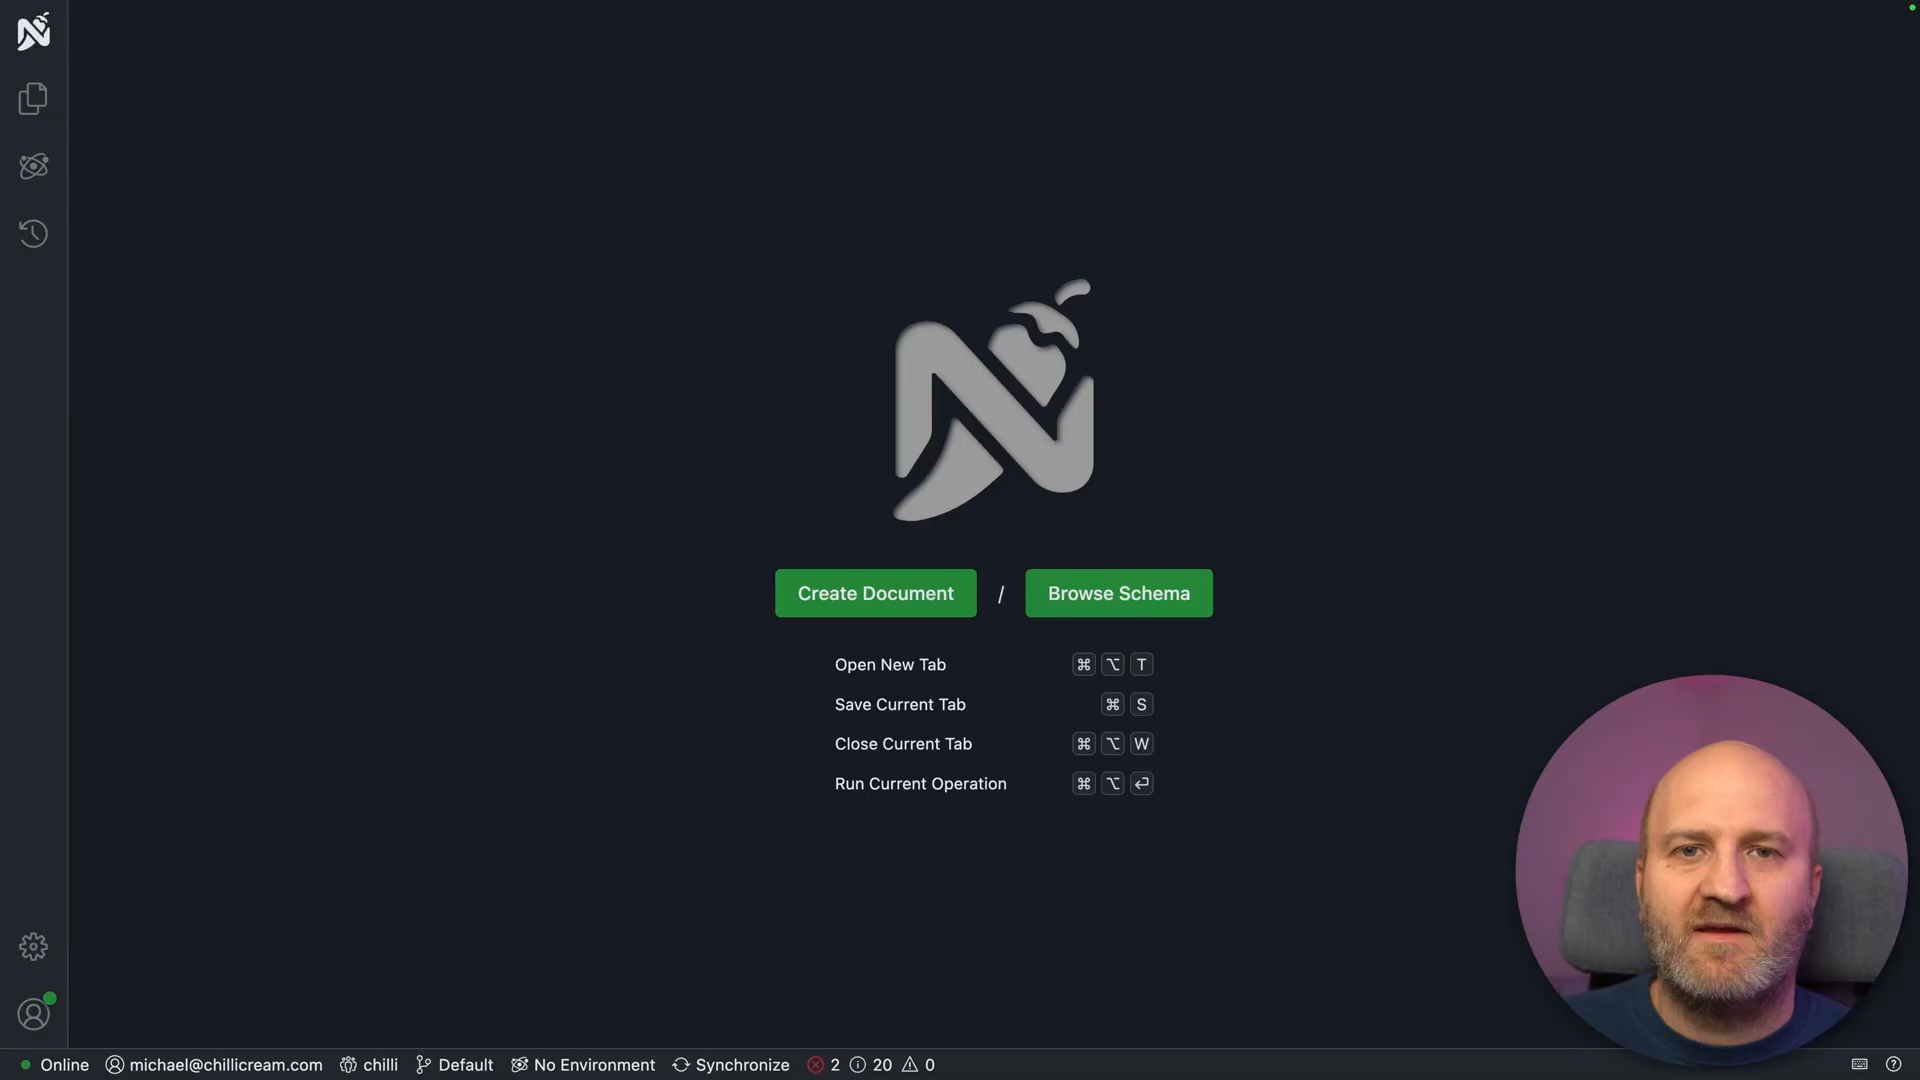 Create Document / Browse Schema
Open New Tab ⌘ ⌥ T
Save Current Tab ⌘ S
Close Current Tab ⌘ ⌥ W
Run Current Operation ⌘ ⌥ ↵
Online michael@chillicream.com chilli Default No Environment Synchronize 2 20 0